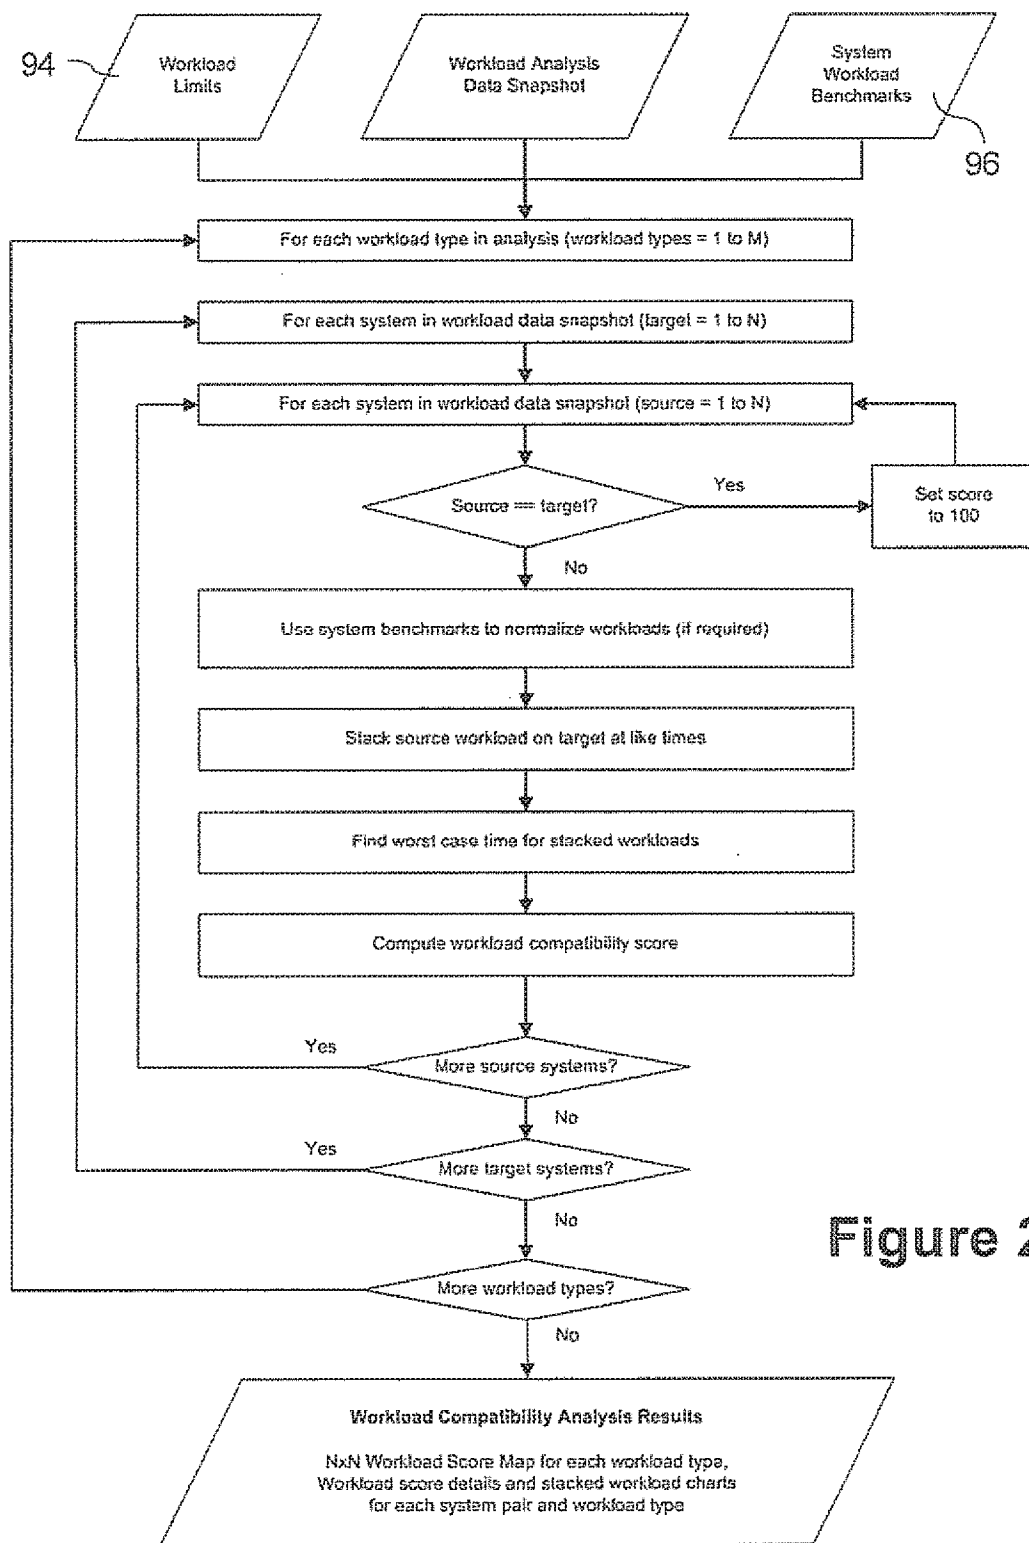 94
Workload
Limits
Workload Analysis
Data Snapshot
System
Workload
Benchmarks
96
For each workload type in analysis (workload types = 1 to M)
For each system in workload data snapshot (target = 1 to N)
For each system in workload data snapshot (source = 1 to N)
Source == target?
Yes
Set score
to 100
No
Use system benchmarks to normalize workloads (if required)
Stack source workload on target at like times
Find worst case time for stacked workloads
Compute workload compatibility score
Yes
More source systems?
No
Yes
More target systems?
No
Figure 2
More workload types?
No
Workload Compatibility Analysis Results
NxN Workload Score Map for each workload type,
Workload score details and stacked workload charts
for each system pair and workload type